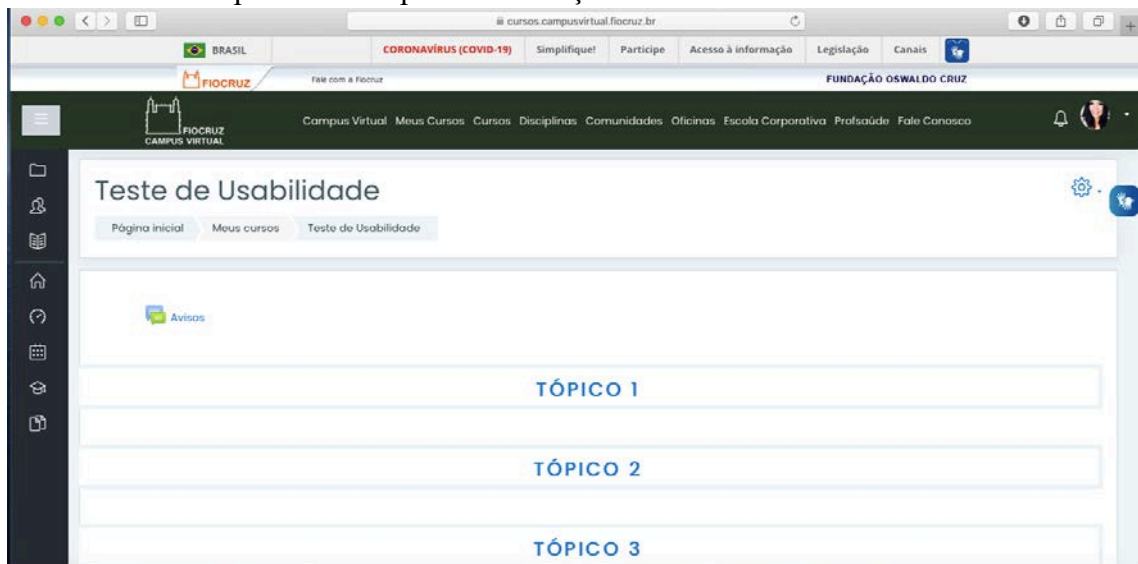 cursos.campusvirtual.fiocruz.br
BRASIL CORONAVÍRUS (COVID-19) Simplifique! Participe Acesso à informação Legislação Canais
FIOCRUZ Fale com a Fiocruz FUNDAÇÃO OSWALDO CRUZ
FIOCRUZ
CAMPUS VIRTUAL
Campus Virtual Meus Cursos Cursos Disciplinas Comunidades Oficinas Escola Corporativa Profsaúde Fale Conosco
Teste de Usabilidade
Página inicial Meus cursos Teste de Usabilidade
Avisos
TÓPICO 1
TÓPICO 2
TÓPICO 3